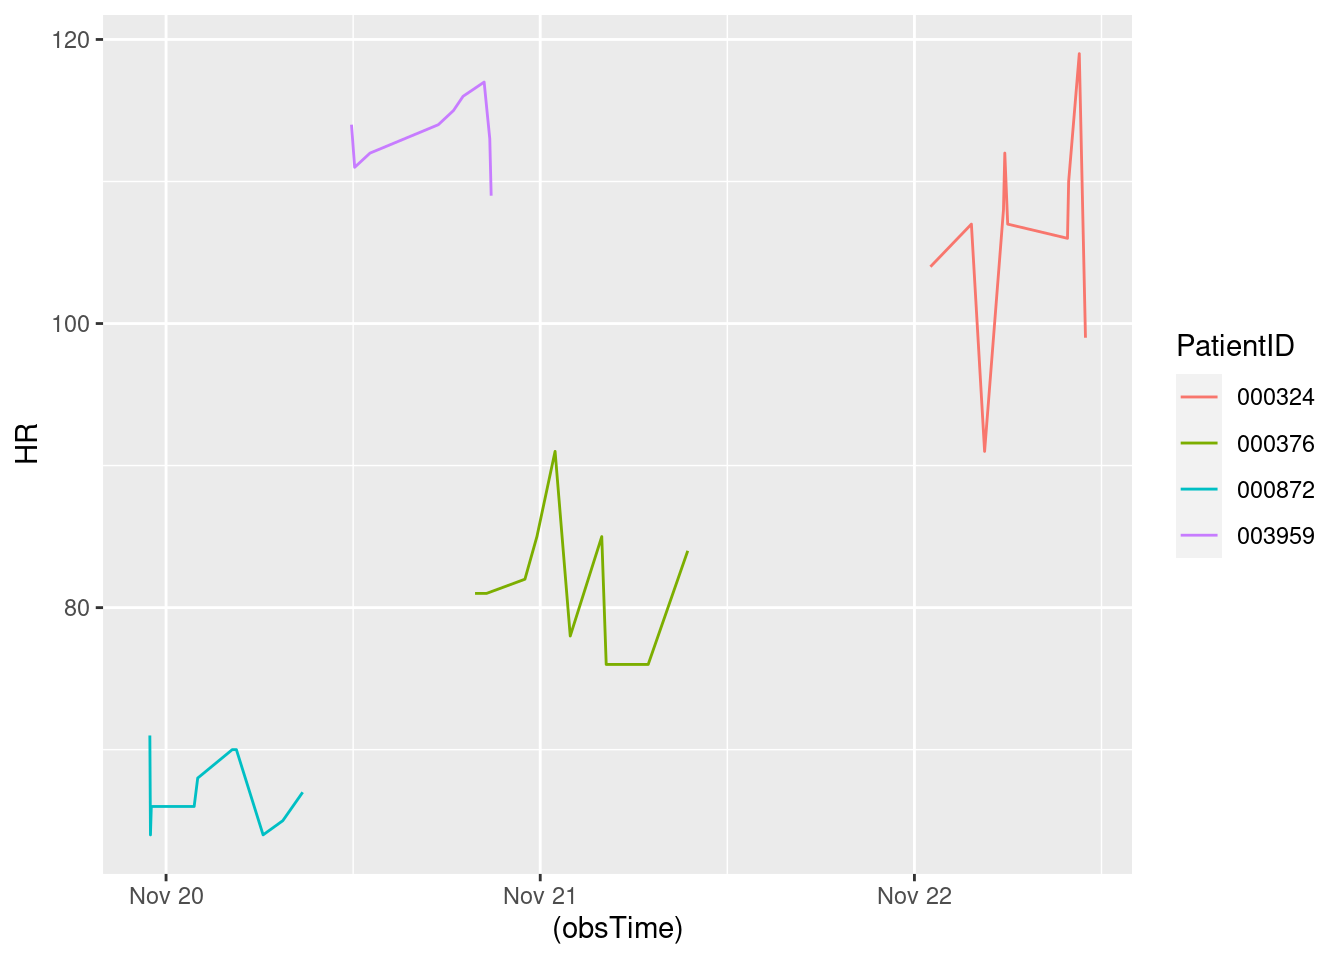 120
100
80
HR
Nov 20
Nov 21
Nov 22
(obsTime)
PatientID
000324
000376
000872
003959